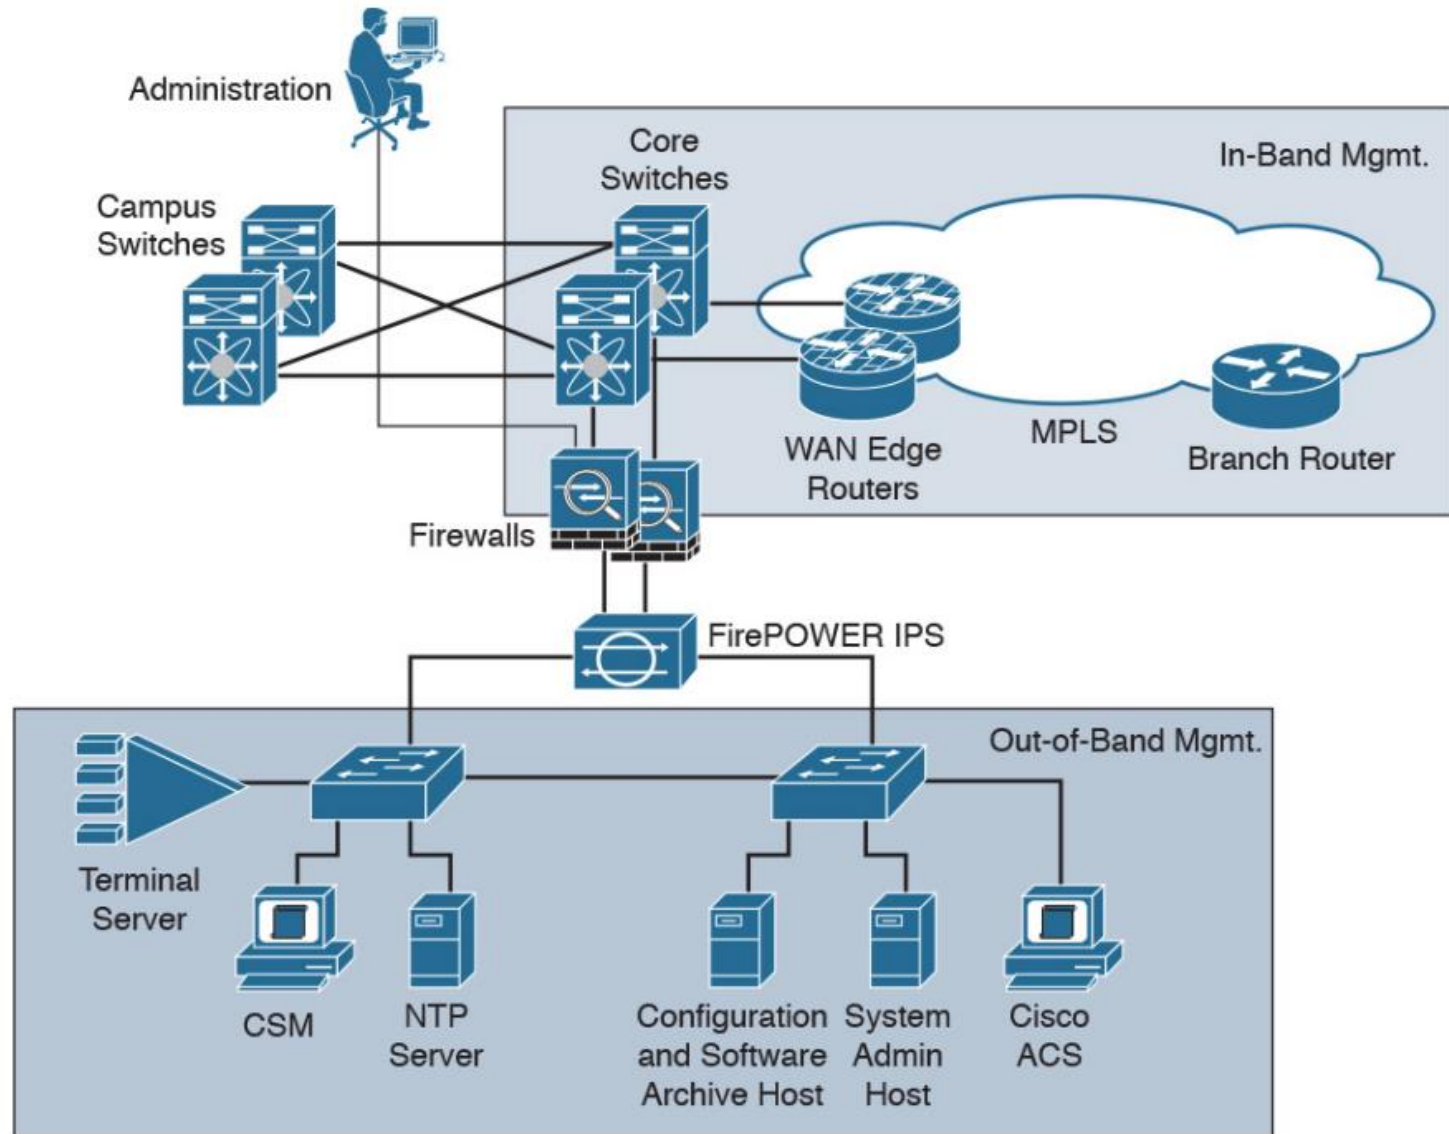 Administration
Core
Switches
In-Band Mgmt.
Campus
Switches
MPLS
WAN Edge
Routers
Branch Router
Firewalls
FirePOWER IPS
Out-of-Band Mgmt.
Terminal
Server
CSM
NTP
Server
Configuration
and Software
Archive Host
System
Admin
Host
Cisco
ACS